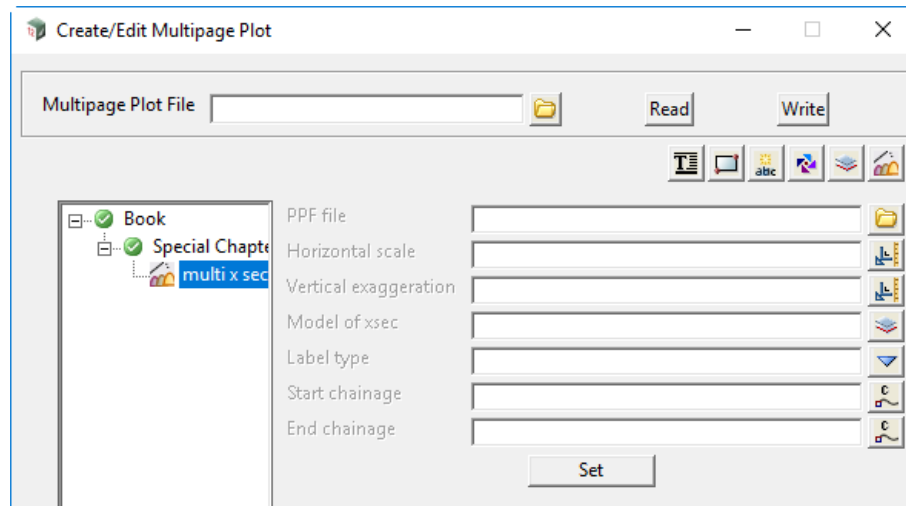 Create/Edit Multipage Plot
Multipage Plot File
Read
Write
T
abc
Book
Special Chapte
multi x sec
PPF file
Horizontal scale
Vertical exaggeration
Model of xsec
Label type
Start chainage
c
End chainage
c
Set